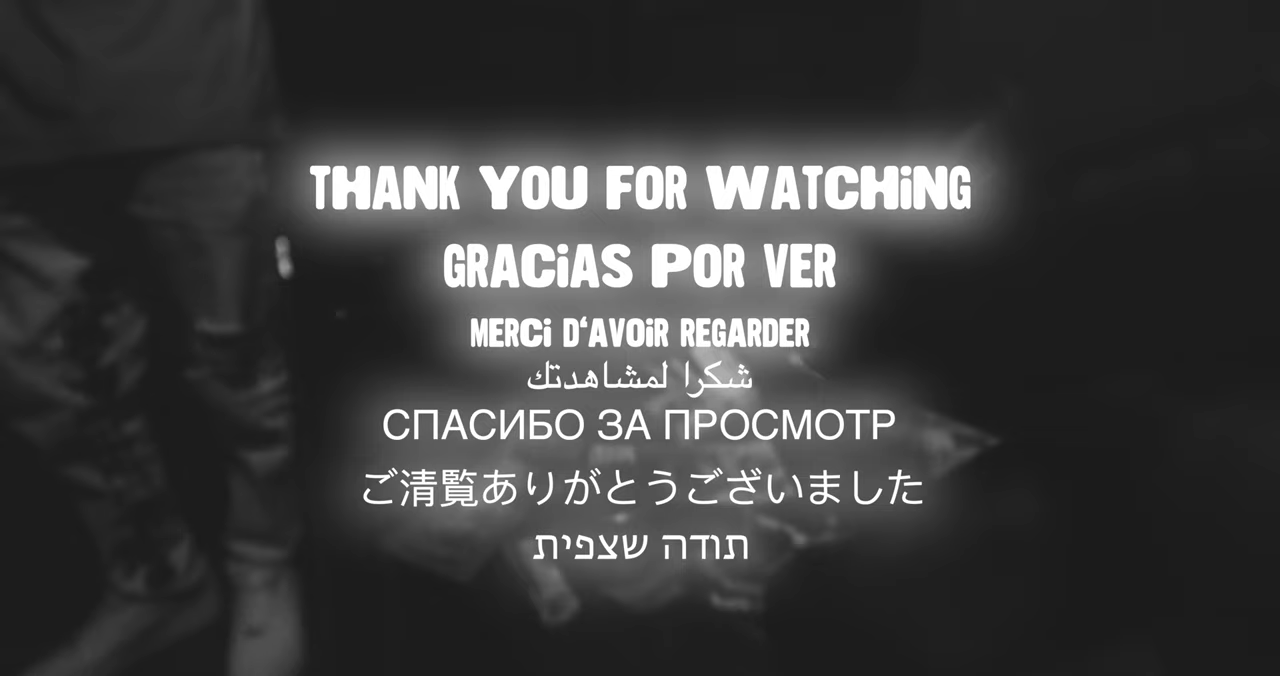 THANK YOU FOR WATCHiNG
GRACiAS POR VER
MERCi D‘AVOiR REGARDER
شكرا لمشاهدتك
СПАСИБО ЗА ПРОСМОТР
ご清覧ありがとうございました
תודה שצפית